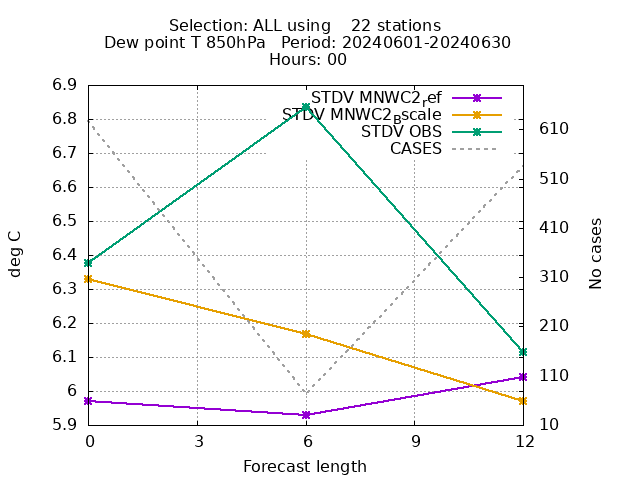 Selection: ALL using 22 stations
Dew point T 850hPa Period: 20240601-20240630
Hours: 00
STDV MNWC2ref
STDV MNWC2Bscale
STDV OBS
CASES
6.9
6.8
6.7
6.6
6.5
6.4
6.3
6.2
6.1
6
5.9
deg C
610
510
410
310
210
110
10
No cases
0 3 6 9 12
Forecast length